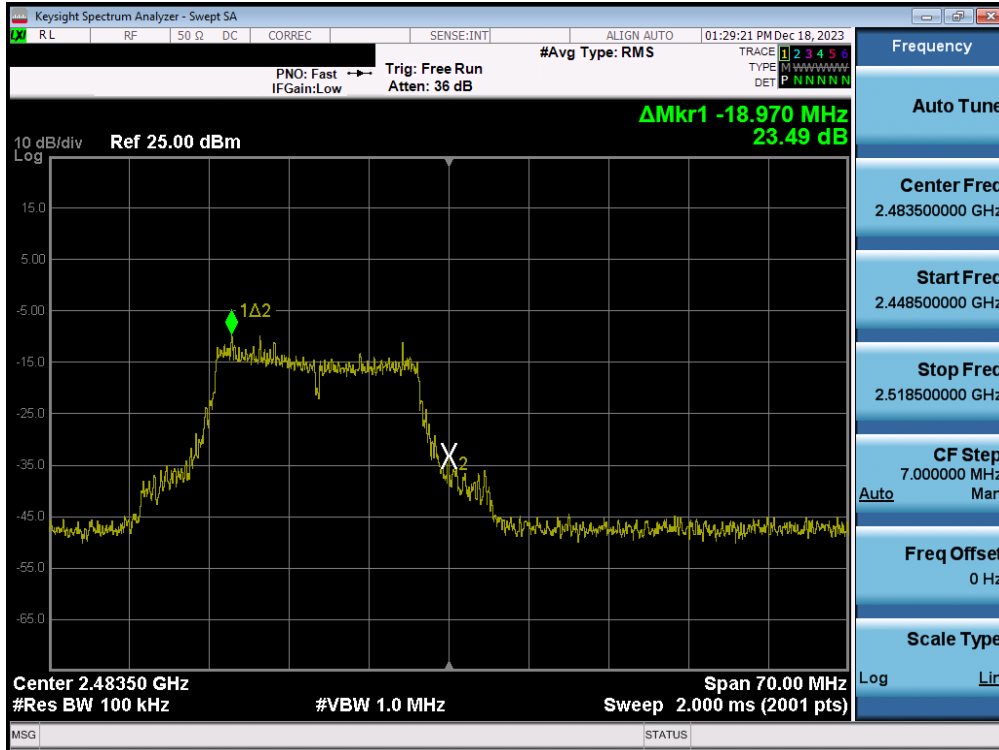 Keysight Spectrum Analyzer - Swept SA
LXI RL RF 50 Ω DC CORREC SENSE:INT ALIGN AUTO 01:29:21 PM Dec 18, 2023
#Avg Type: RMS TRACE 1 2 3 4 5 6
PNO: Fast Trig: Free Run TYPE M WWWWW
IFGain:Low Atten: 36 dB DET P N N N N N
ΔMkr1 -18.970 MHz
10 dB/div Ref 25.00 dBm 23.49 dB
Log
15.0
5.00
-5.00
1Δ2
-15.0
-25.0
-35.0
2
-45.0
-55.0
-65.0
Center 2.48350 GHz Span 70.00 MHz
#Res BW 100 kHz #VBW 1.0 MHz Sweep 2.000 ms (2001 pts)
MSG STATUS
Frequency
Auto Tune
Center Freq
2.483500000 GHz
Start Freq
2.448500000 GHz
Stop Freq
2.518500000 GHz
CF Step
7.000000 MHz
Auto Man
Freq Offset
0 Hz
Scale Type
Log Lin